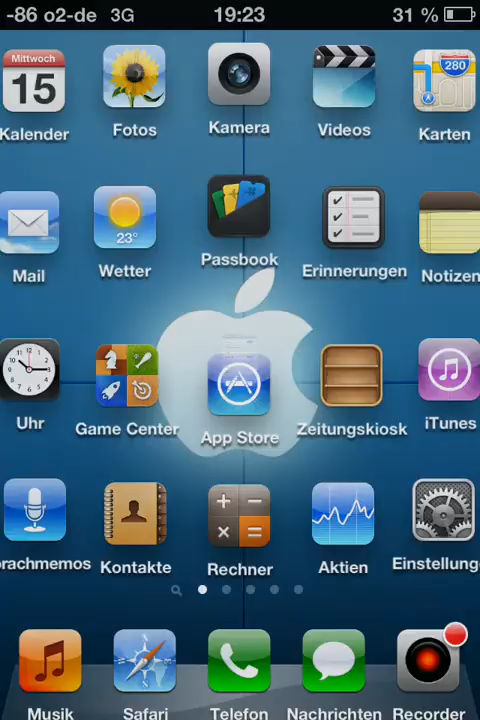 -86 o2-de 3G 19:23 31 %
Mittwoch
15
280
Kalender Fotos Kamera Videos Karten
23°
Mail Wetter Passbook Erinnerungen Notizen
Uhr Game Center App Store Zeitungskiosk iTunes
prachmemos Kontakte Rechner Aktien Einstellung
Musik Safari Telefon Nachrichten Recorder